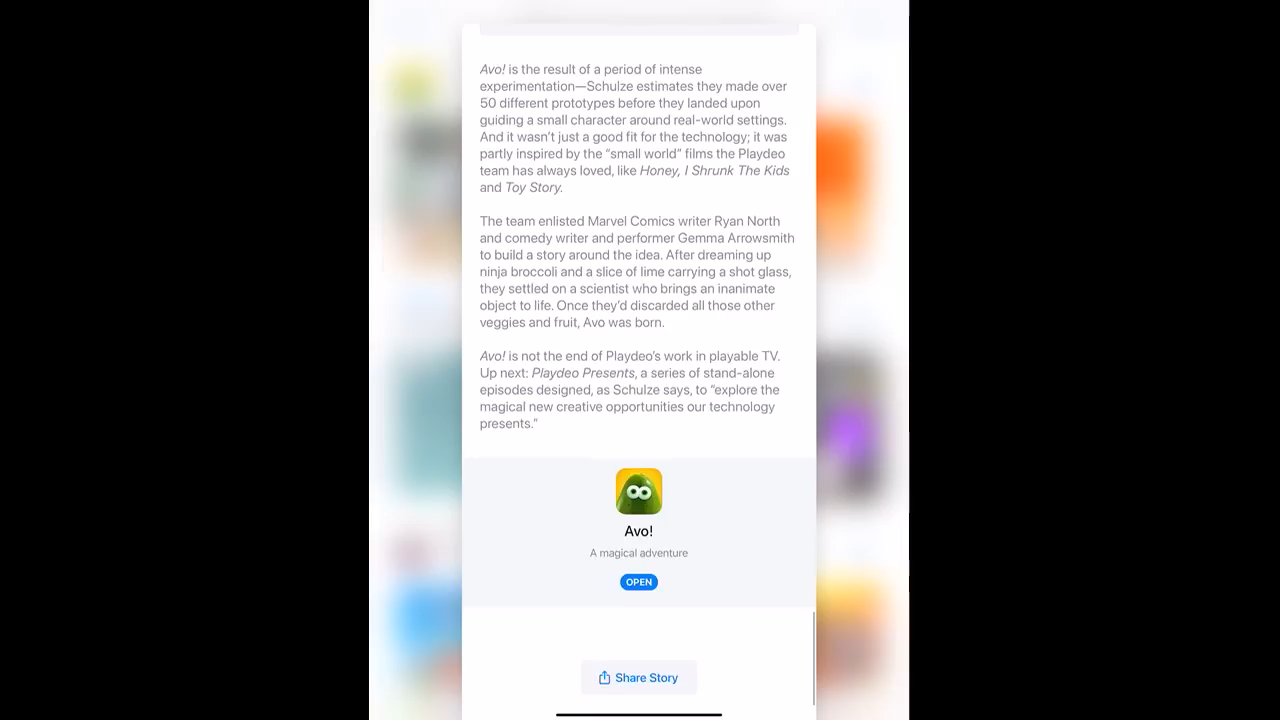 Avo! is the result of a period of intense
experimentation—Schulze estimates they made over
50 different prototypes before they landed upon
guiding a small character around real-world settings.
And it wasn’t just a good fit for the technology; it was
partly inspired by the “small world” films the Playdeo
team has always loved, like Honey, I Shrunk The Kids
and Toy Story.
The team enlisted Marvel Comics writer Ryan North
and comedy writer and performer Gemma Arrowsmith
to build a story around the idea. After dreaming up
ninja broccoli and a slice of lime carrying a shot glass,
they settled on a scientist who brings an inanimate
object to life. Once they’d discarded all those other
veggies and fruit, Avo was born.
Avo! is not the end of Playdeo’s work in playable TV.
Up next: Playdeo Presents, a series of stand-alone
episodes designed, as Schulze says, to “explore the
magical new creative opportunities our technology
presents.”
Avo!
A magical adventure
OPEN
Share Story